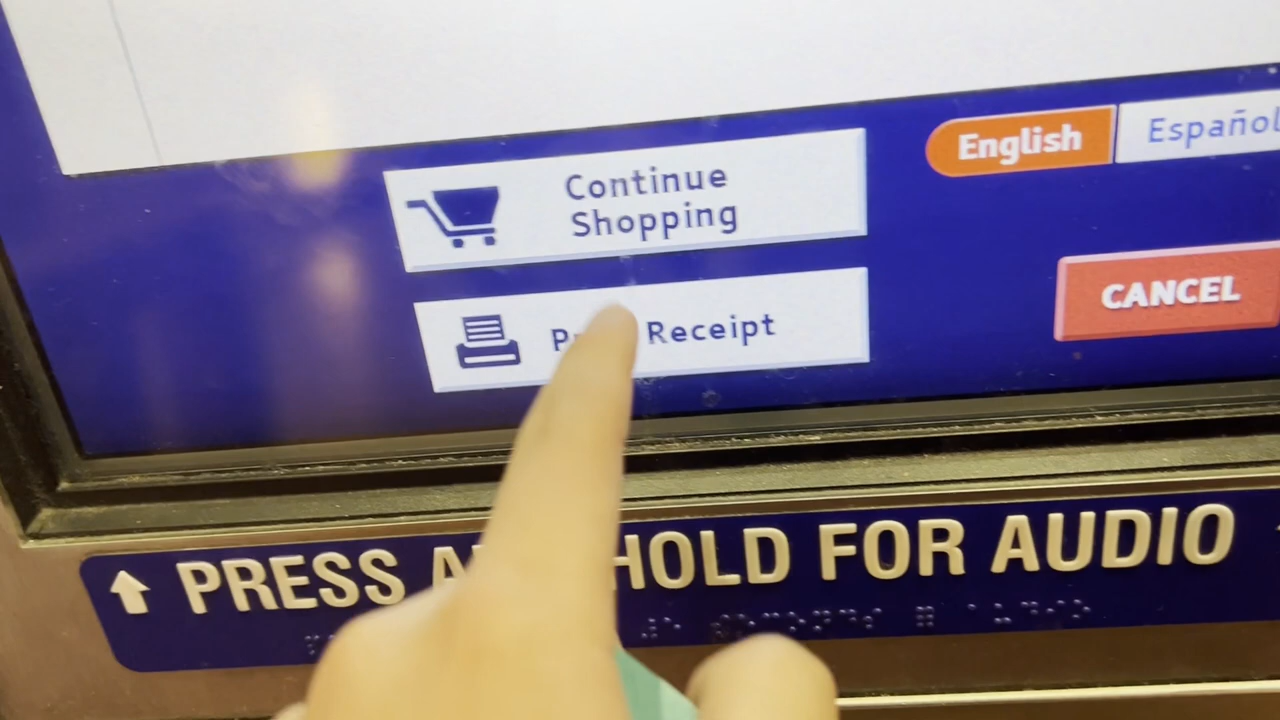 Continue
Shopping
English
Español
Receipt
CANCEL
PRESS HOLD FOR AUDIO